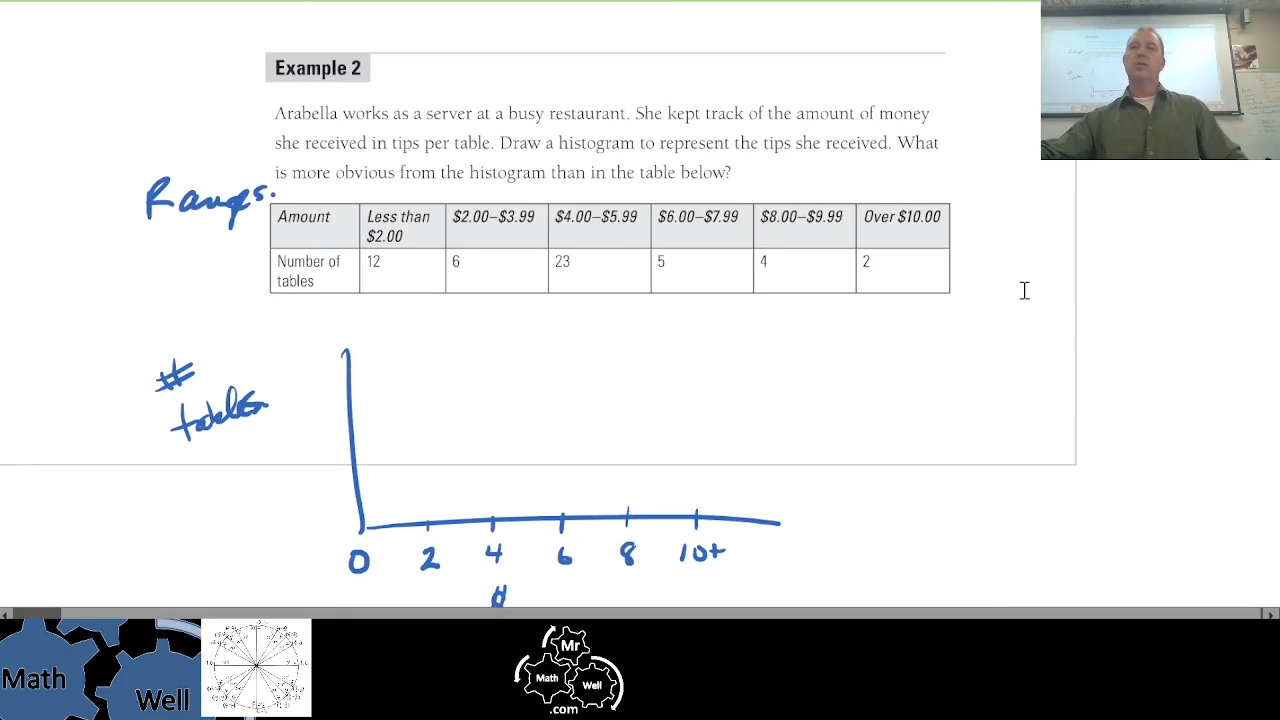 Example 2
Arabella works as a server at a busy restaurant. She kept track of the amount of money
she received in tips per table. Draw a histogram to represent the tips she received. What
is more obvious from the histogram than in the table below?
Ranges.
Amount Less than $2.00 $2.00–$3.99 $4.00–$5.99 $6.00–$7.99 $8.00–$9.99 Over $10.00
Number of tables 12 6 23 5 4 2
#
tables
0 2 4 6 8 10+
Math
Well
Mr
Math
Well
.com